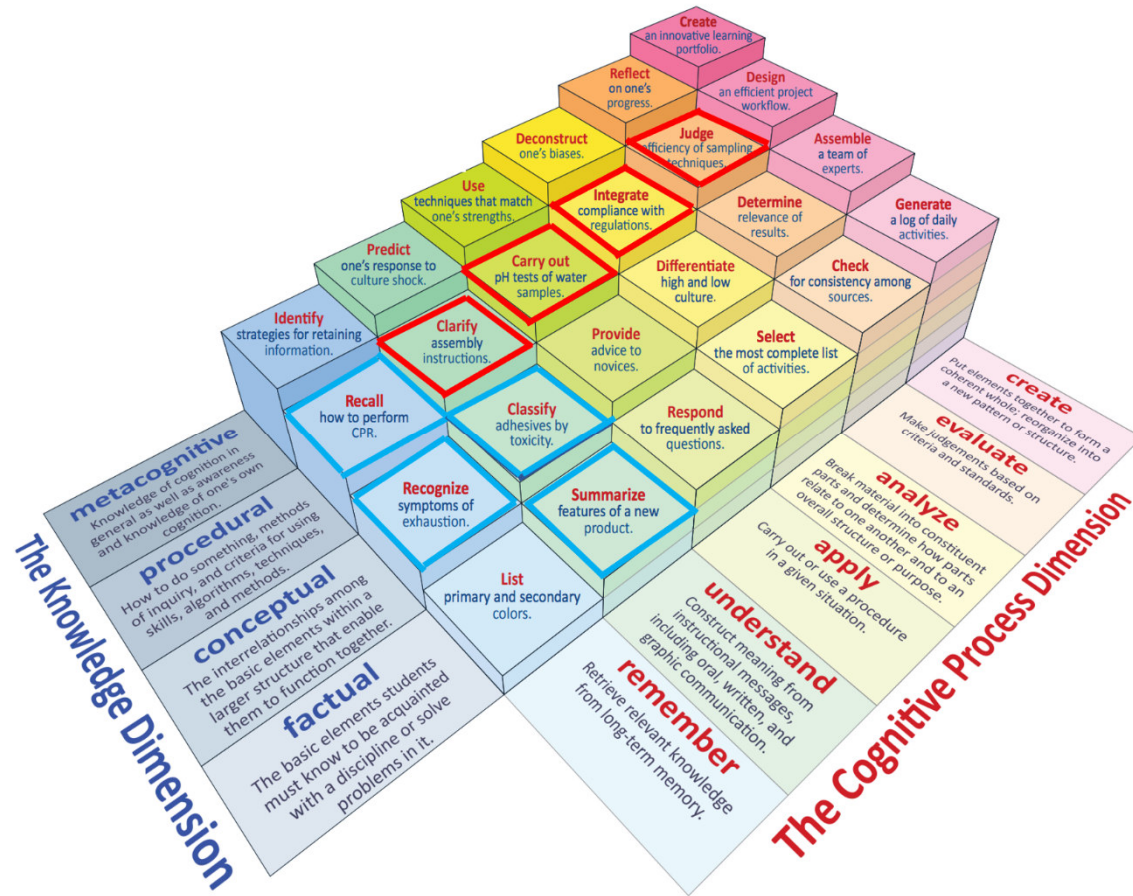 Create
an innovative learning
portfolio.
Reflect
on one's
progress.
Design
an efficient project
workflow.
Deconstruct
one's biases.
Judge
efficiency of sampling
techniques.
Assemble
a team of
experts.
Use
techniques that match
one's strengths.
Integrate
compliance with
regulations.
Determine
relevance of
results.
Generate
a log of daily
activities.
Predict
one's response to
culture shock.
Carry out
pH tests of water
samples.
Differentiate
high and low
culture.
Check
for consistency among
sources.
Identify
strategies for retaining
information.
Clarify
assembly
instructions.
Provide
advice to
novices.
Select
the most complete list
of activities.
Recall
how to perform
CPR.
Classify
adhesives by
toxicity.
Respond
to frequently asked
questions.
Recognize
symptoms of
exhaustion.
Summarize
features of a new
product.
List
primary and secondary
colors.
The Knowledge Dimension
metacognitive
Knowledge of cognition in
general as well as awareness
and knowledge of one's own
cognition.
procedural
How to do something, methods
of inquiry, and criteria for using
skills, algorithms, techniques,
and methods.
conceptual
The interrelationships among
the basic elements within a
larger structure that enable
them to function together.
factual
The basic elements students
must know to be acquainted
with a discipline or solve
problems in it.
The Cognitive Process Dimension
create
Put elements together to form a
coherent whole; reorganize into
a new pattern or structure.
evaluate
Make judgements based on
criteria and standards.
analyze
Break material into constituent
parts and determine how parts
relate to one another and to an
overall structure or purpose.
apply
Carry out or use a procedure
in a given situation.
understand
Construct meaning from
instructional messages,
including oral, written, and
graphic communication.
remember
Retrieve relevant knowledge
from long-term memory.